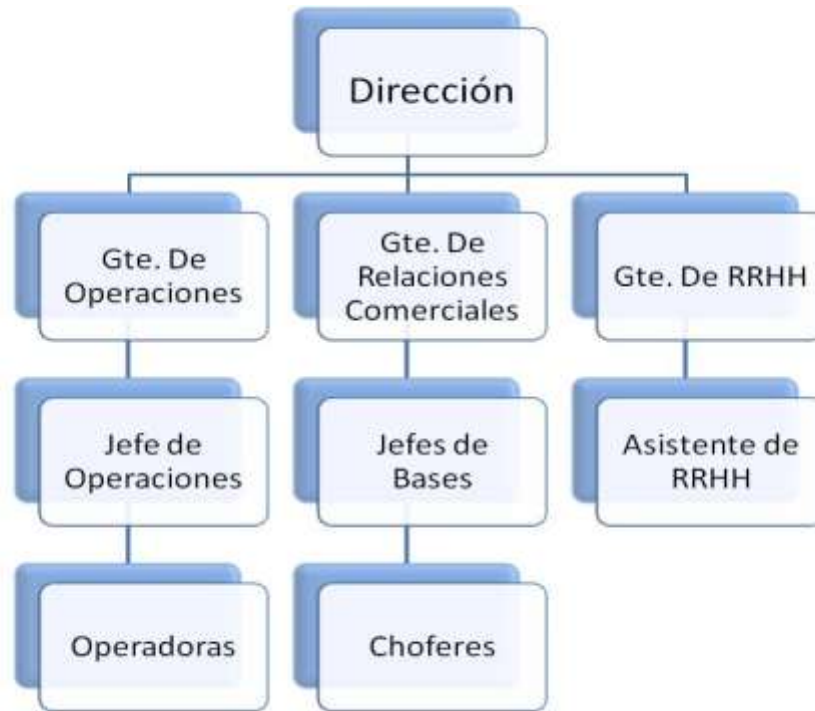 Dirección
Gte. De
Operaciones
Gte. De
Relaciones
Comerciales
Gte. De RRHH
Jefe de
Operaciones
Jefes de
Bases
Asistente de
RRHH
Operadoras
Choferes